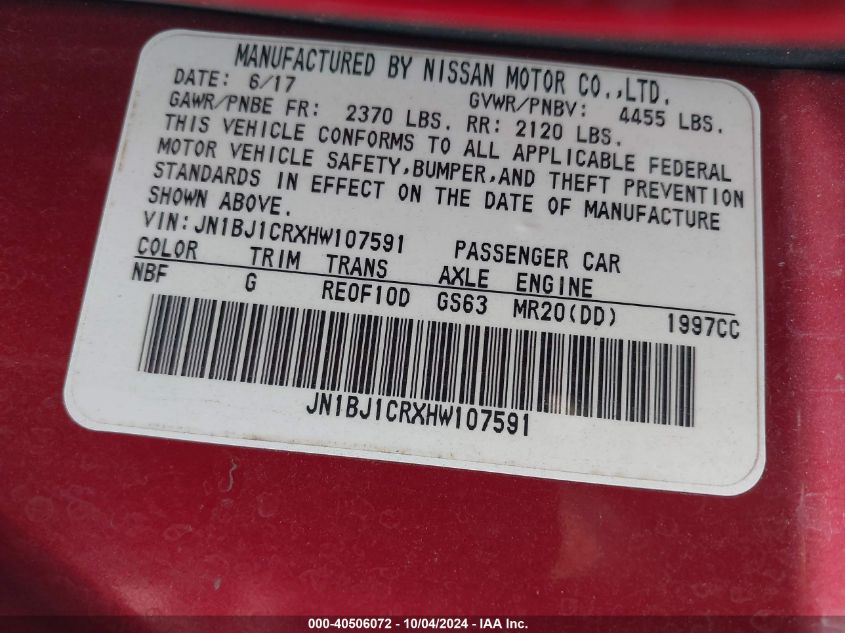 MANUFACTURED BY NISSAN MOTOR CO.,LTD.
DATE: 6/17 GVWR/PNBV: 4455 LBS.
GAWR/PNBE FR: 2370 LBS. RR: 2120 LBS.
THIS VEHICLE CONFORMS TO ALL APPLICABLE FEDERAL
MOTOR VEHICLE SAFETY,BUMPER,AND THEFT PREVENTION
STANDARDS IN EFFECT ON THE DATE OF MANUFACTURE
SHOWN ABOVE.
VIN:JN1BJ1CRXHW107591 PASSENGER CAR
COLOR TRIM TRANS AXLE ENGINE
NBF G RE0F10D GS63 MR20(DD) 1997CC
JN1BJ1CRXHW107591
000-40506072 - 10/04/2024 - IAA Inc.